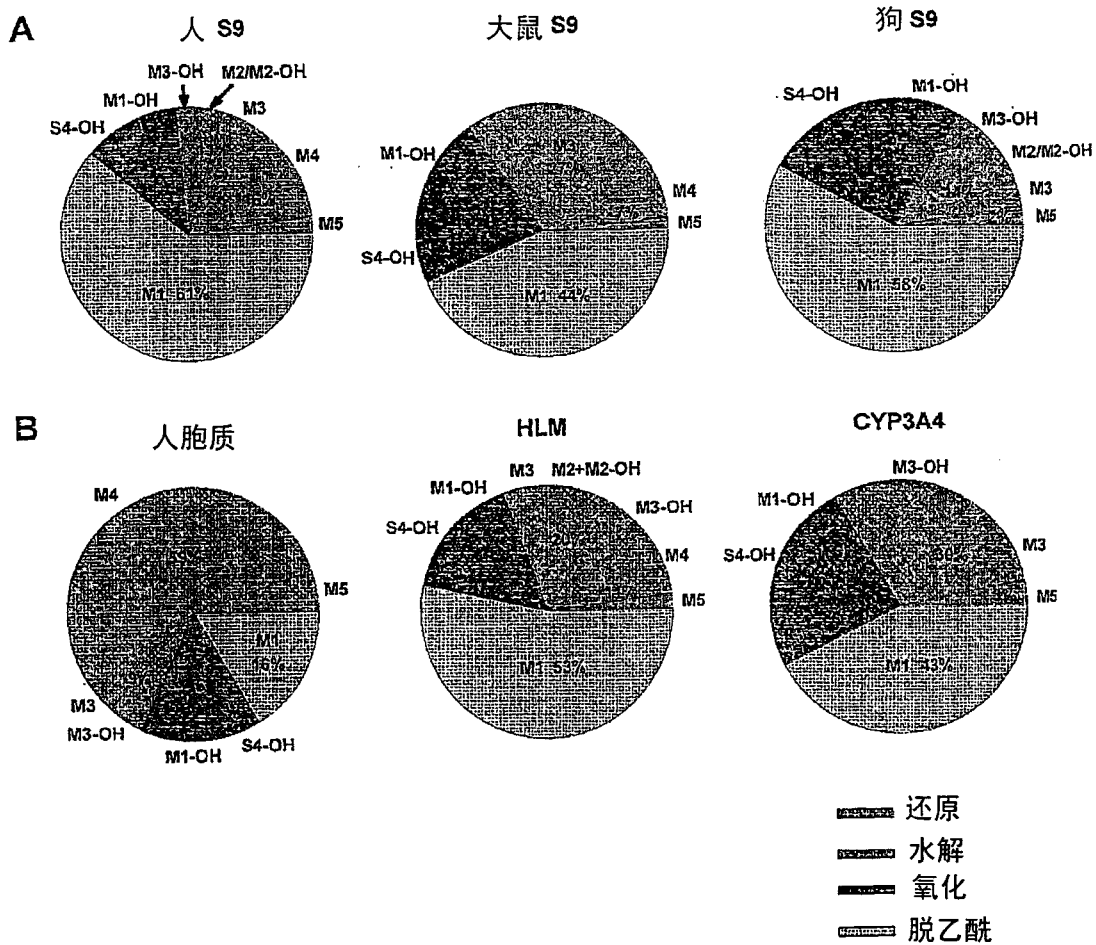 A
人 S9
M3-OH
M2/M2-OH
M1-OH
M3
S4-OH
M4
M5
M1: 61%
大鼠 S9
M1-OH
M3
M4
M5
S4-OH
M1: 44%
狗 S9
S4-OH
M1-OH
M3-OH
M2/M2-OH
M3
M5
M1: 58%
B
人胞质
M4
M5
M1
16%
M3
M3-OH
M1-OH
S4-OH
HLM
M3
M2+M2-OH
M1-OH
M3-OH
S4-OH
M4
M5
M1: 53%
CYP3A4
M3-OH
M1-OH
S4-OH
M3
M5
M1: 43%
还原
水解
氧化
脱乙酰